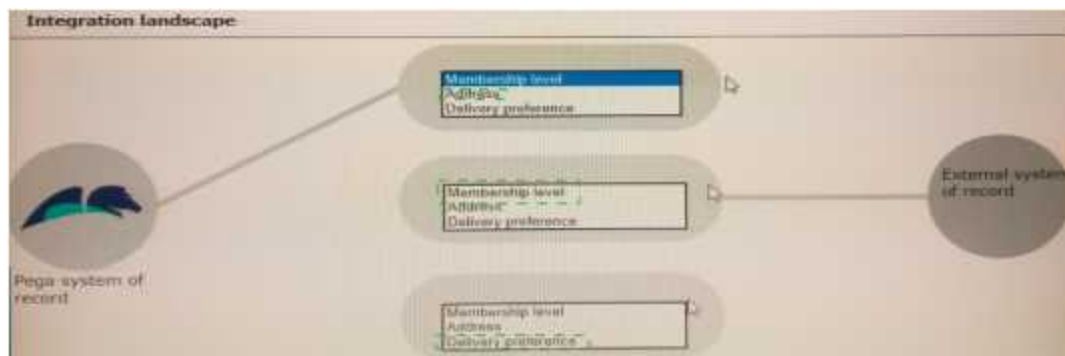 Integration landscape
Membership level
Delivery preference
Membership level
Delivery preference
Membership level
Address
Delivery preference
Pega system of
record
External system
of record